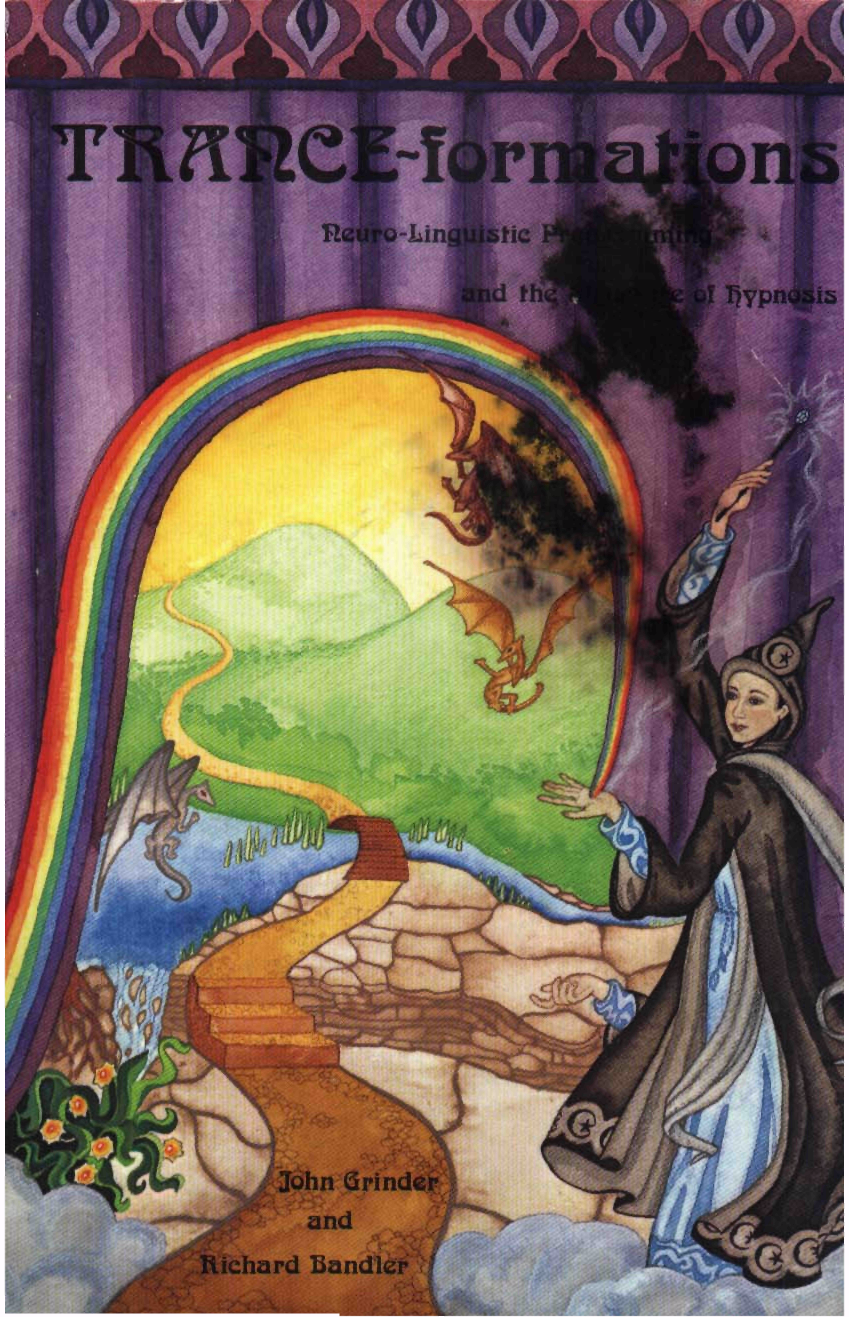 TRANCE-formations
Neuro-Linguistic
and the of Hypnosis
John Grinder
and
Richard Bandler